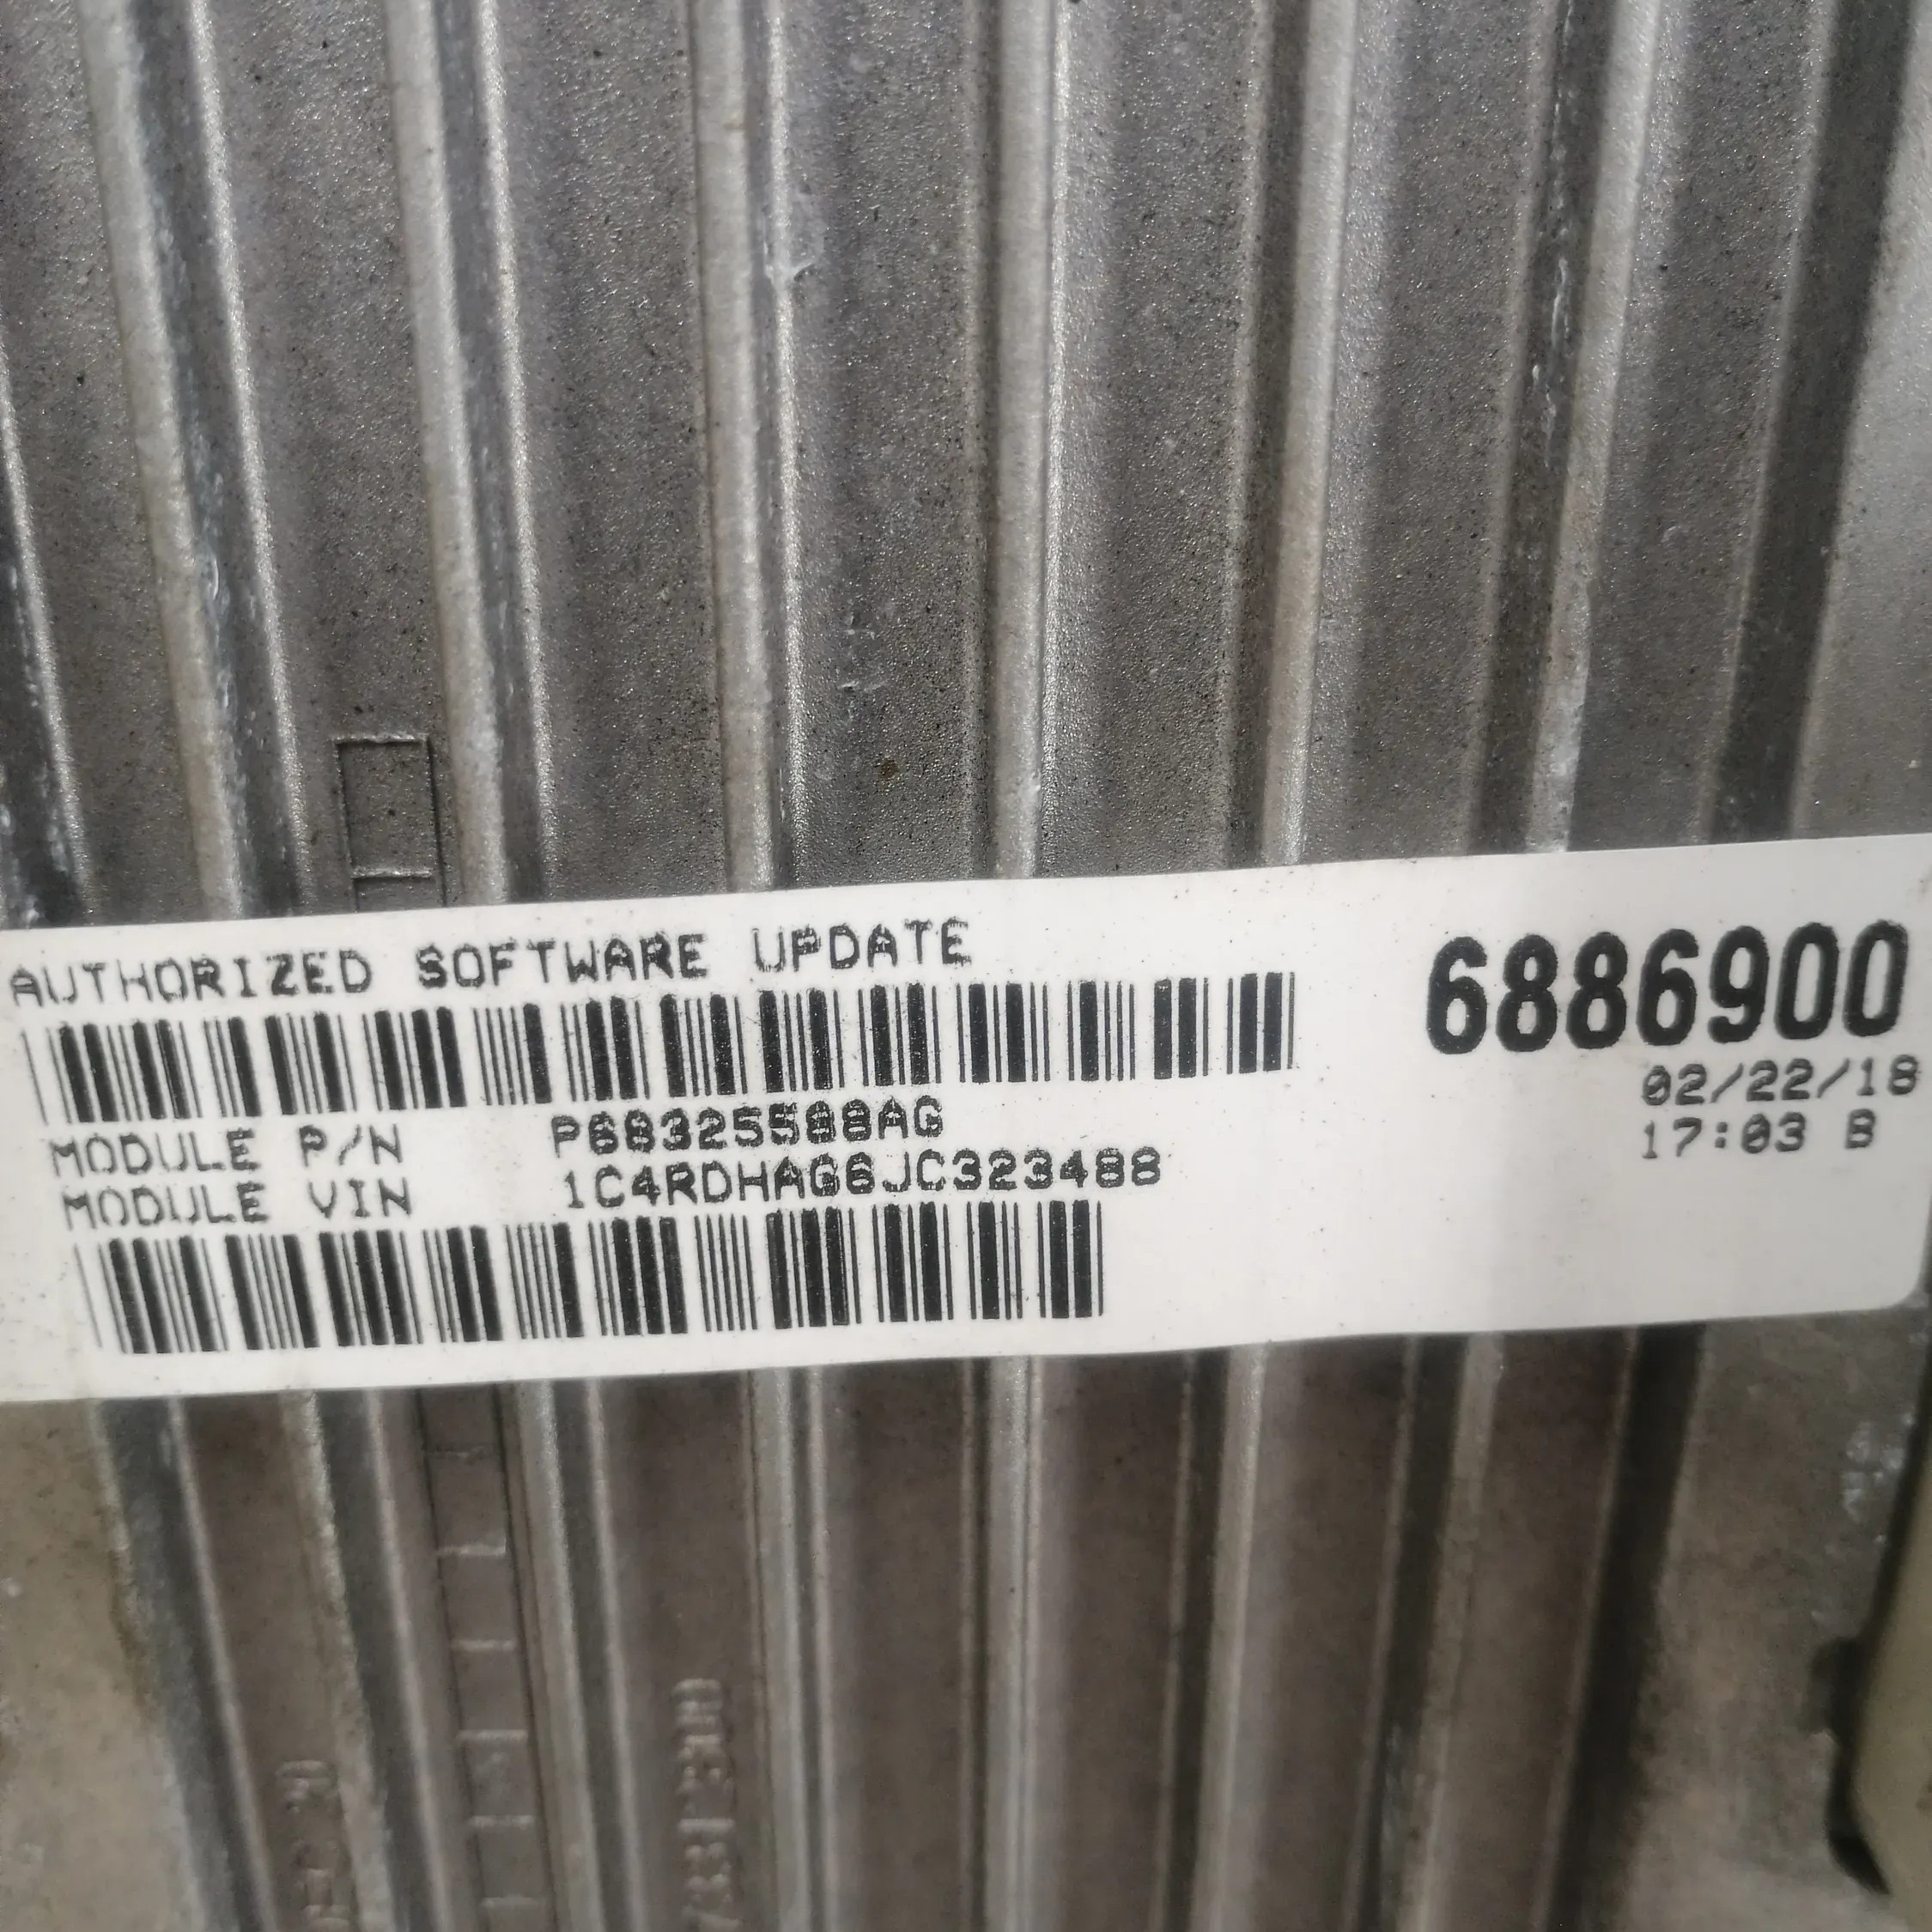 AUTHORIZED SOFTWARE UPDATE
6886900
02/22/18
17:03 B
MODULE P/N P68325588AG
MODULE VIN 1C4RDHAG6JC323488